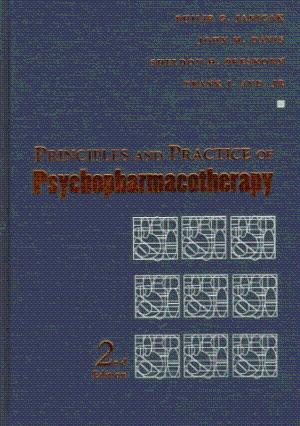 PHILIP G. JANICAK
JOHN M. DAVIS
SHELDON H. PRESKORN
FRANK J. AYD, JR
PRINCIPLES AND PRACTICE OF
Psychopharmacotherapy
2nd
Edition